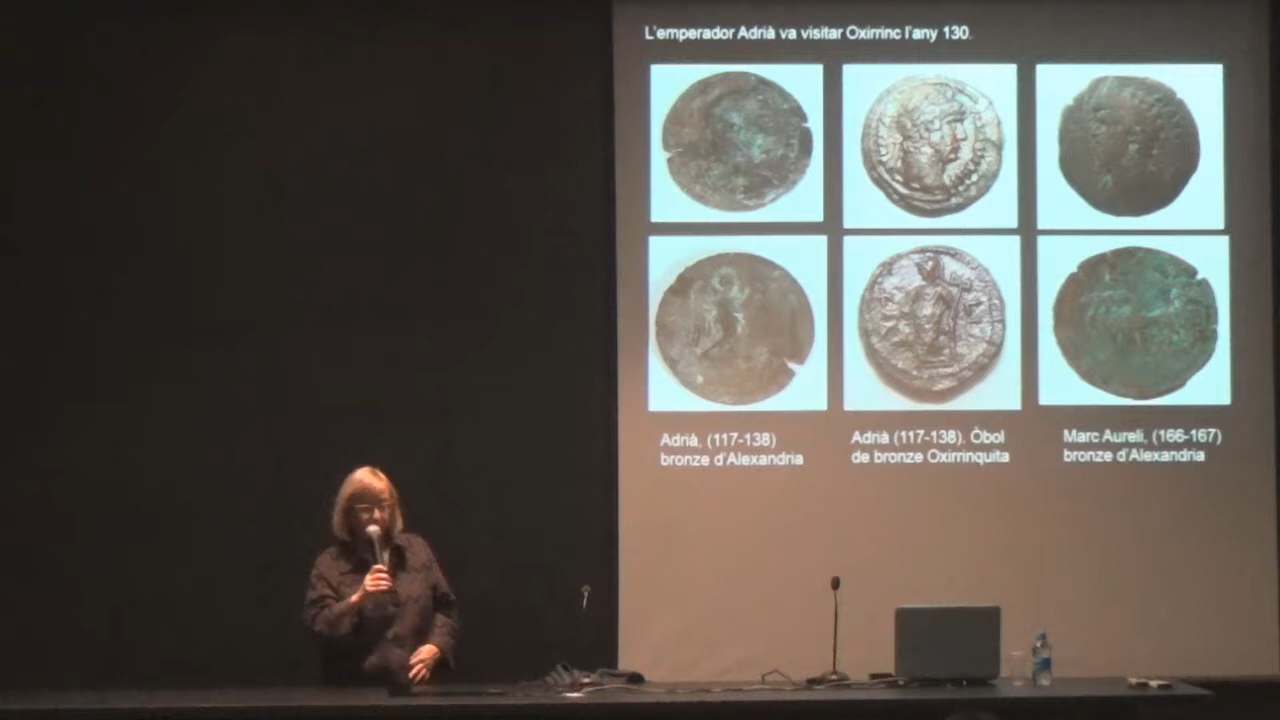 L'emperador Adrià va visitar Oxirrinc l'any 130.
Adrià, (117-138)
bronze d'Alexandria
Adrià (117-138). Òbol
de bronze Oxirrinquita
Marc Aureli, (166-167)
bronze d'Alexandria